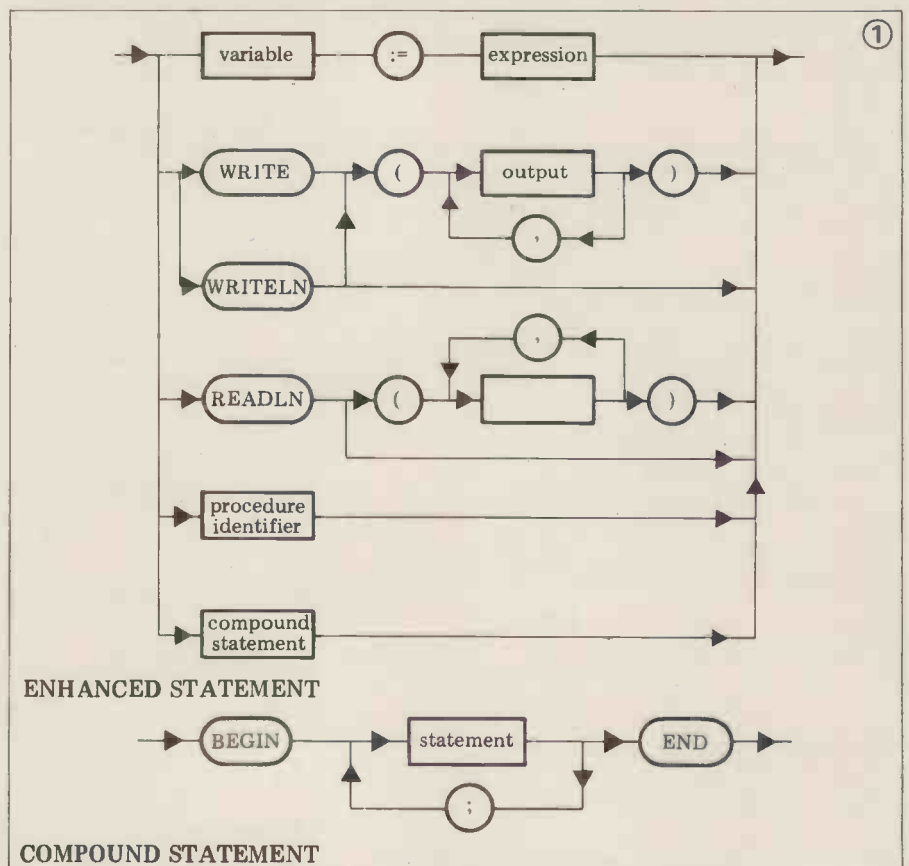 ①
variable := expression
WRITE ( output )
,
WRITELN
,
READLN ( )
procedure
identifier
compound
statement
ENHANCED STATEMENT
BEGIN statement END
;
COMPOUND STATEMENT